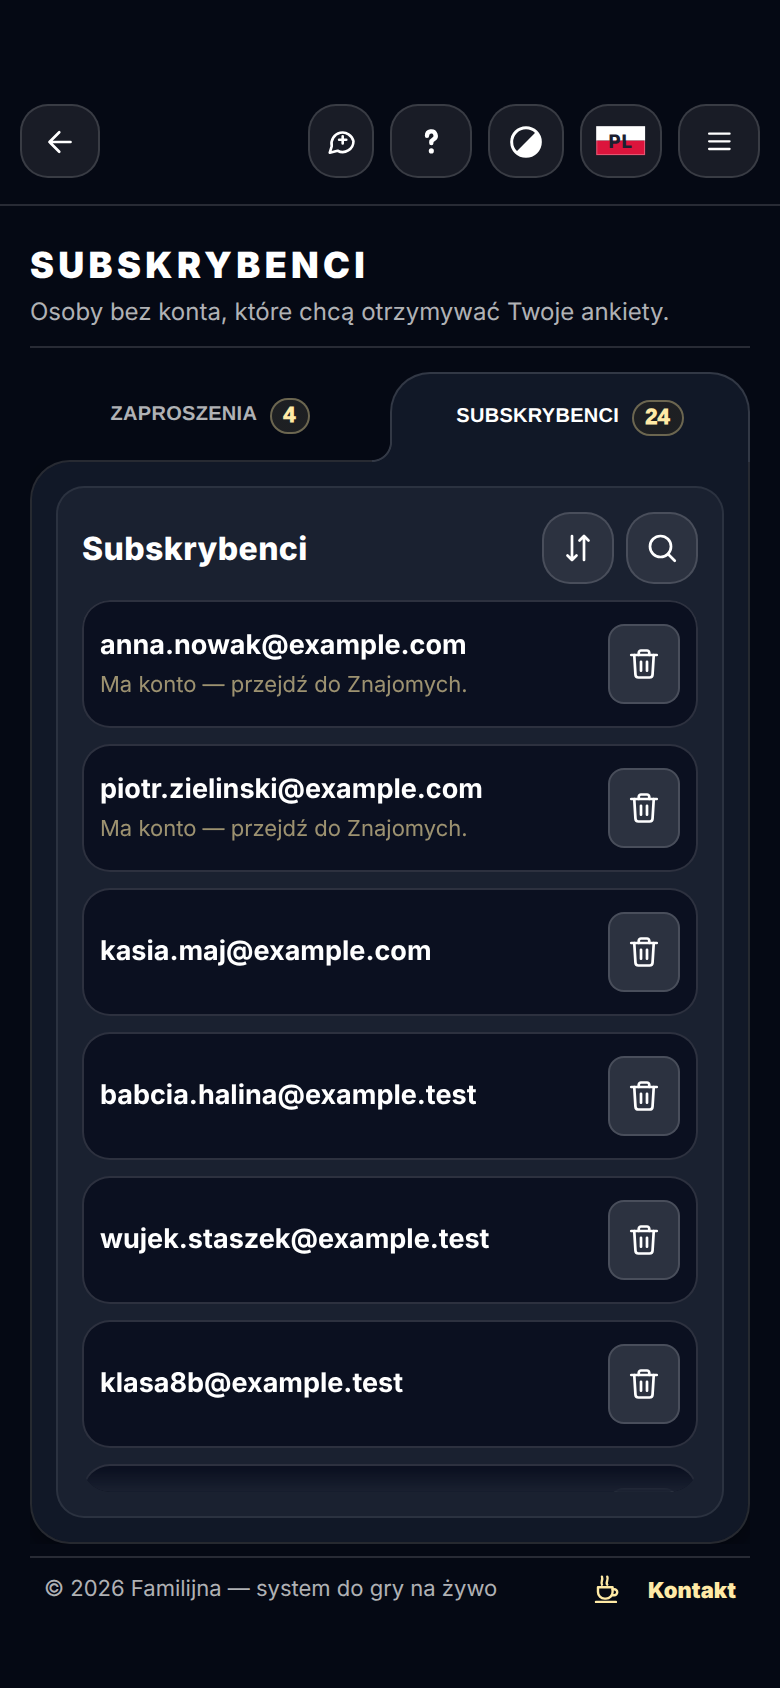 ?
PL
SUBSKRYBENCI
Osoby bez konta, które chcą otrzymywać Twoje ankiety.
ZAPROSZENIA 4
SUBSKRYBENCI 24
Subskrybenci
anna.nowak@example.com
Ma konto — przejdź do Znajomych.
piotr.zielinski@example.com
Ma konto — przejdź do Znajomych.
kasia.maj@example.com
babcia.halina@example.test
wujek.staszek@example.test
klasa8b@example.test
© 2026 Familijna — system do gry na żywo
Kontakt